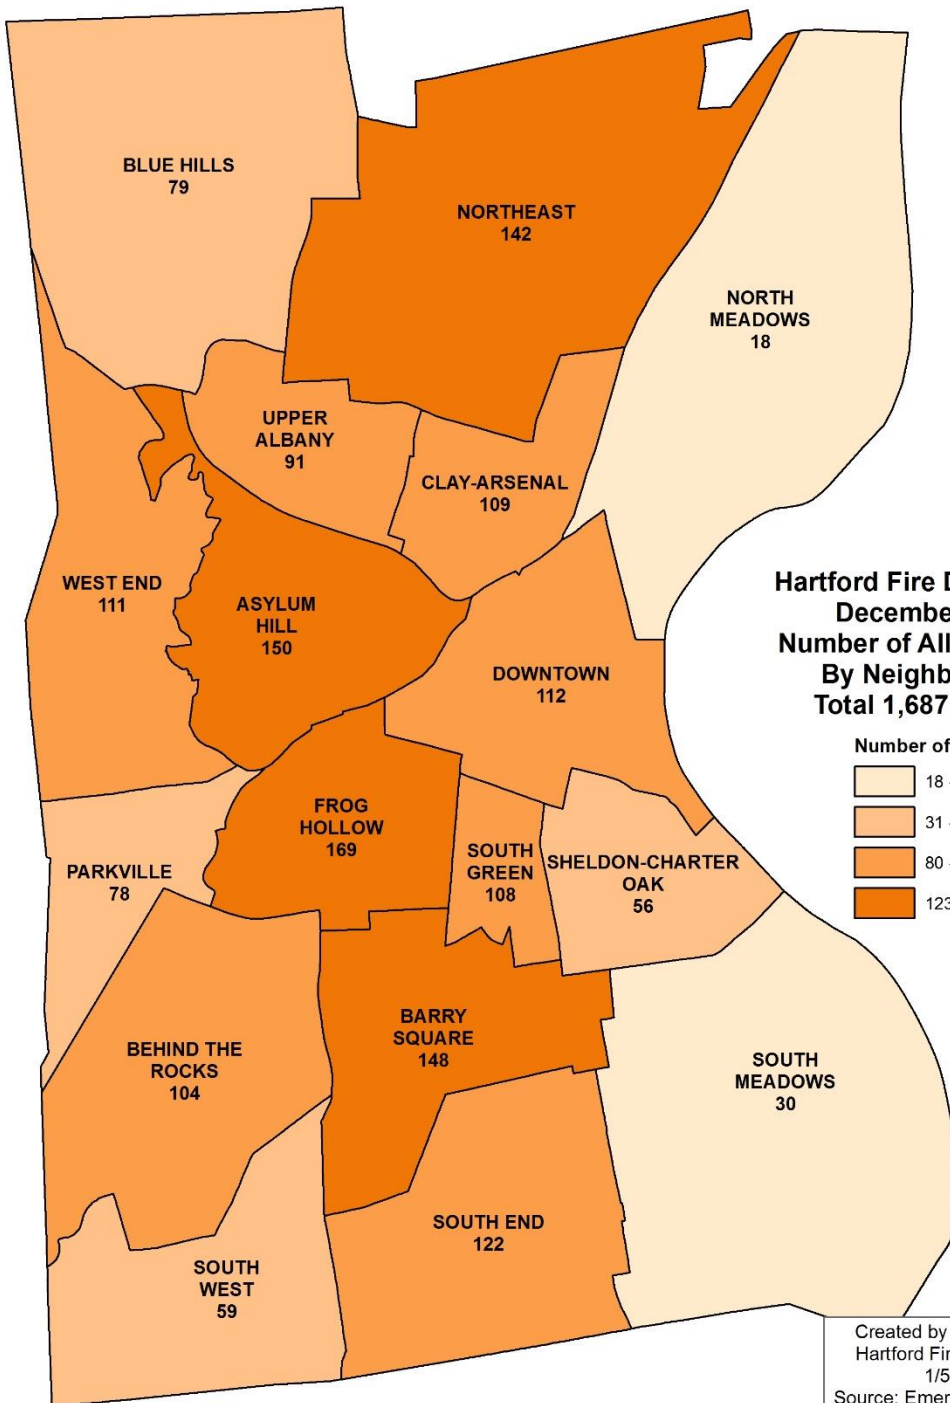 BLUE HILLS
79
NORTHEAST
142
NORTH
MEADOWS
18
UPPER
ALBANY
91
CLAY-ARSENAL
109
WEST END
111
ASYLUM
HILL
150
DOWNTOWN
112
Hartford Fire D
Decembe
Number of All
By Neighb
Total 1,687
Number of
18
31
80
123
FROG
HOLLOW
169
SOUTH
GREEN
108
SHELDON-CHARTER
OAK
56
PARKVILLE
78
BARRY
SQUARE
148
BEHIND THE
ROCKS
104
SOUTH
MEADOWS
30
SOUTH END
122
SOUTH
WEST
59
Created by
Hartford Fir
1/5
Source: Emer